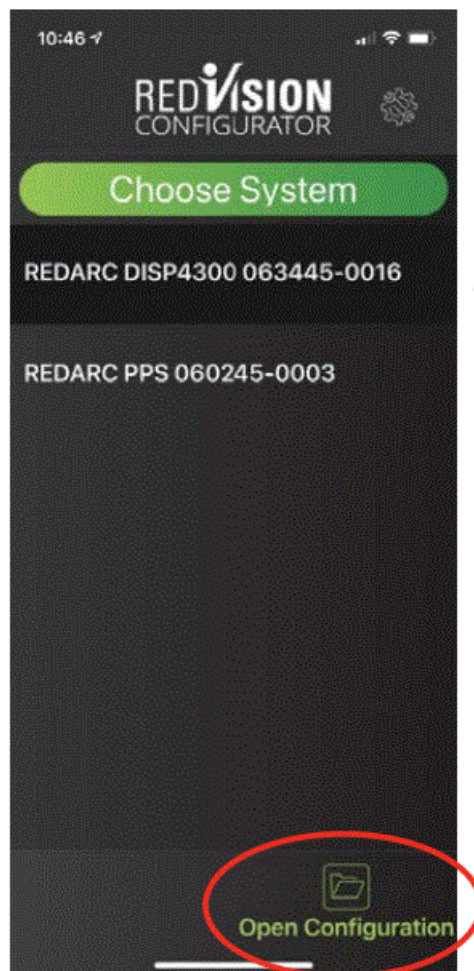 10:46
REDVISION
CONFIGURATOR
Choose System
REDARC DISP4300 063445-0016
REDARC PPS 060245-0003
Open Configuration